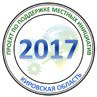 ПРОЕКТ ПО ПОДДЕРЖКЕ МЕСТНЫХ ИНИЦИАТИВ
2017
КИРОВСКАЯ ОБЛАСТЬ